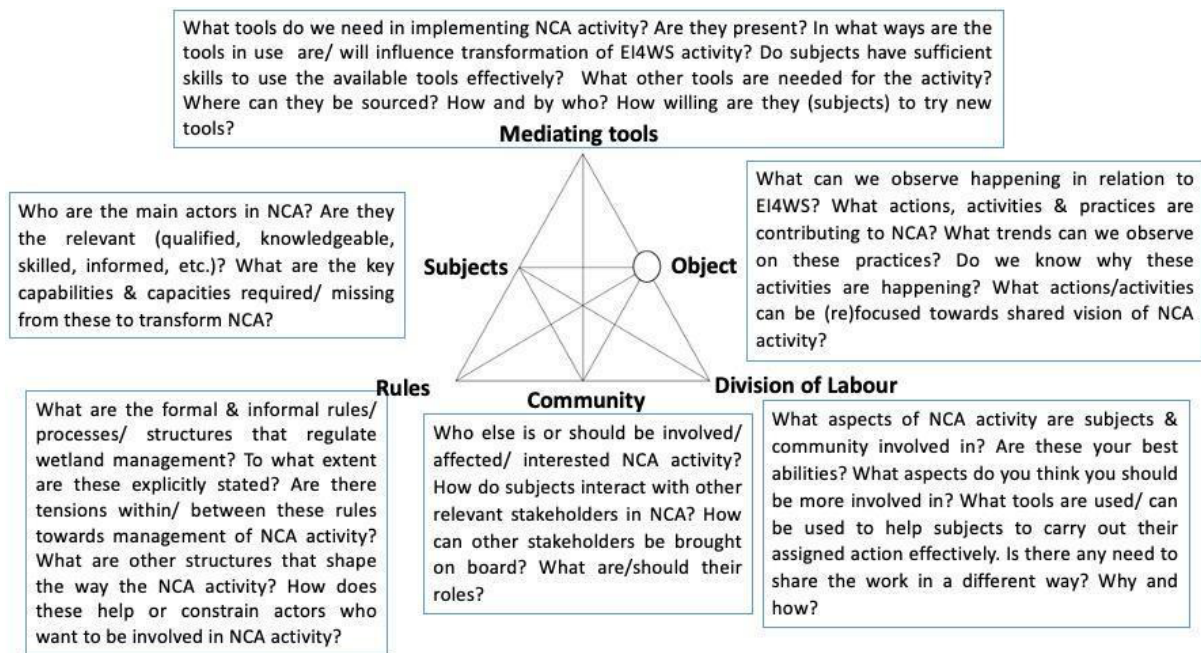 What tools do we need in implementing NCA activity? Are they present? In what ways are the
tools in use are/ will influence transformation of EI4WS activity? Do subjects have sufficient
skills to use the available tools effectively? What other tools are needed for the activity?
Where can they be sourced? How and by who? How willing are they (subjects) to try new
tools?
Mediating tools
Who are the main actors in NCA? Are they
the relevant (qualified, knowledgeable,
skilled, informed, etc.)? What are the key
capabilities & capacities required/ missing
from these to transform NCA?
Subjects
Object
What can we observe happening in relation to
EI4WS? What actions, activities & practices are
contributing to NCA? What trends can we observe
on these practices? Do we know why these
activities are happening? What actions/activities
can be (re)focused towards shared vision of NCA
activity?
Rules
Community
Division of Labour
What are the formal & informal rules/
processes/ structures that regulate
wetland management? To what extent
are these explicitly stated? Are there
tensions within/ between these rules
towards management of NCA activity?
What are other structures that shape
the way the NCA activity? How does
these help or constrain actors who
want to be involved in NCA activity?
Who else is or should be involved/
affected/ interested NCA activity?
How do subjects interact with other
relevant stakeholders in NCA? How
can other stakeholders be brought
on board? What are/should their
roles?
What aspects of NCA activity are subjects &
community involved in? Are these your best
abilities? What aspects do you think you should
be more involved in? What tools are used/ can
be used to help subjects to carry out their
assigned action effectively. Is there any need to
share the work in a different way? Why and
how?